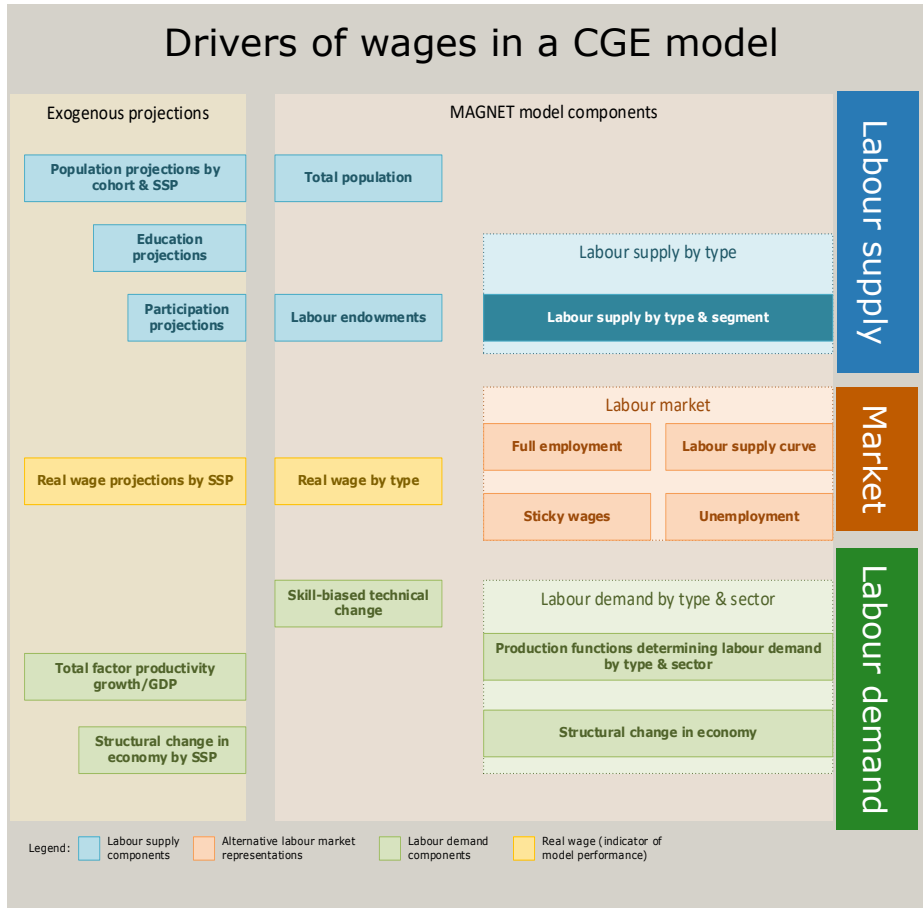 Drivers of wages in a CGE model
Exogenous projections
MAGNET model components
Labour supply
Population projections by
cohort & SSP
Total population
Education
projections
Labour supply by type
Participation
projections
Labour endowments
Labour supply by type & segment
Market
Labour market
Full employment
Labour supply curve
Real wage projections by SSP
Real wage by type
Sticky wages
Unemployment
Labour demand
Skill-biased technical
change
Labour demand by type & sector
Production functions determining labour demand
by type & sector
Total factor productivity
growth/GDP
Structural change in
economy by SSP
Structural change in economy
Legend:
Labour supply
components
Alternative labour market
representations
Labour demand
components
Real wage (indicator of
model performance)